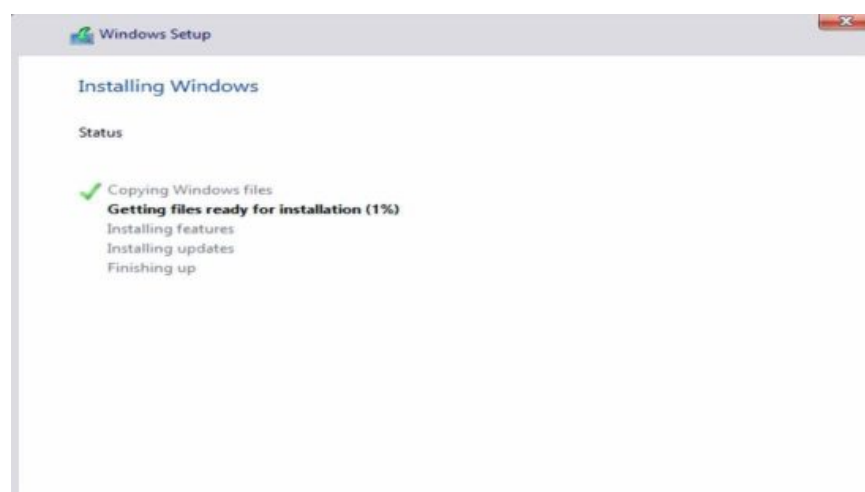 Windows Setup
Installing Windows
Status
Copying Windows files
Getting files ready for installation (1%)
Installing features
Installing updates
Finishing up